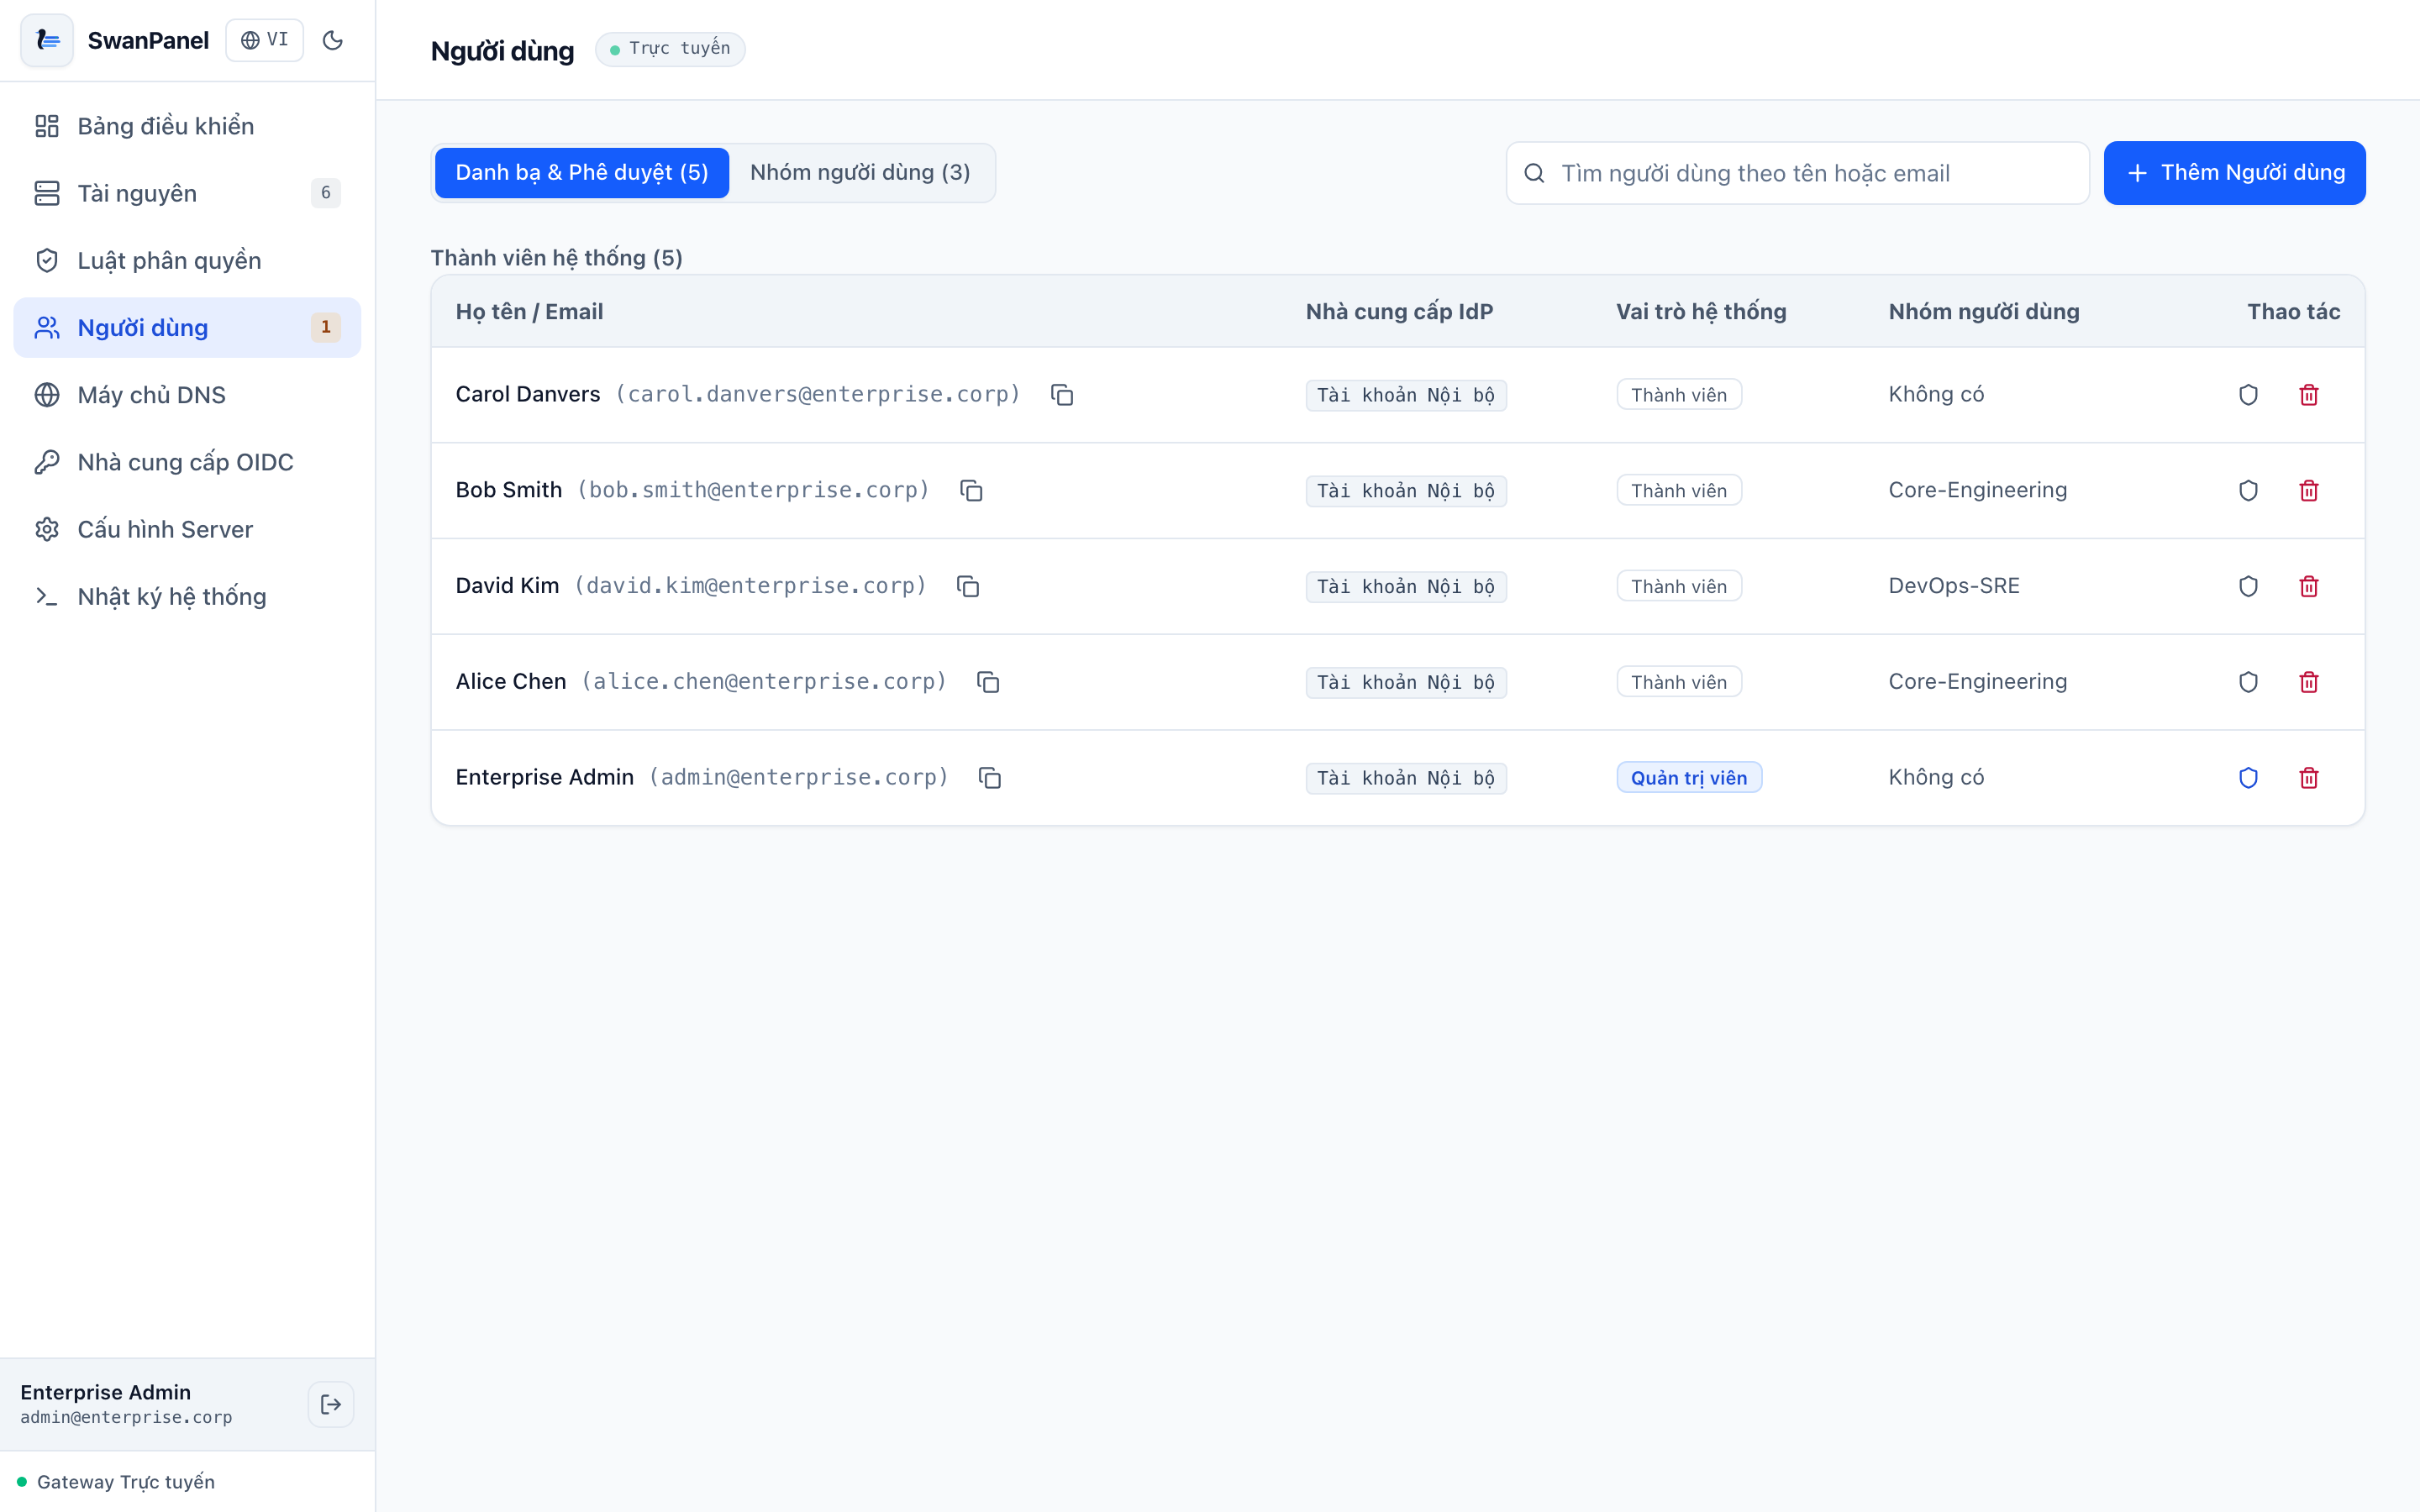 SwanPanel
VI
Bảng điều khiển
Tài nguyên 6
Luật phân quyền
Người dùng 1
Máy chủ DNS
Nhà cung cấp OIDC
Cấu hình Server
Nhật ký hệ thống
Enterprise Admin
admin@enterprise.corp
Gateway Trực tuyến
Người dùng Trực tuyến
Danh bạ & Phê duyệt (5) Nhóm người dùng (3) Tìm người dùng theo tên hoặc email + Thêm Người dùng
Thành viên hệ thống (5)
Họ tên / Email Nhà cung cấp IdP Vai trò hệ thống Nhóm người dùng Thao tác
Carol Danvers (carol.danvers@enterprise.corp) Tài khoản Nội bộ Thành viên Không có
Bob Smith (bob.smith@enterprise.corp) Tài khoản Nội bộ Thành viên Core-Engineering
David Kim (david.kim@enterprise.corp) Tài khoản Nội bộ Thành viên DevOps-SRE
Alice Chen (alice.chen@enterprise.corp) Tài khoản Nội bộ Thành viên Core-Engineering
Enterprise Admin (admin@enterprise.corp) Tài khoản Nội bộ Quản trị viên Không có